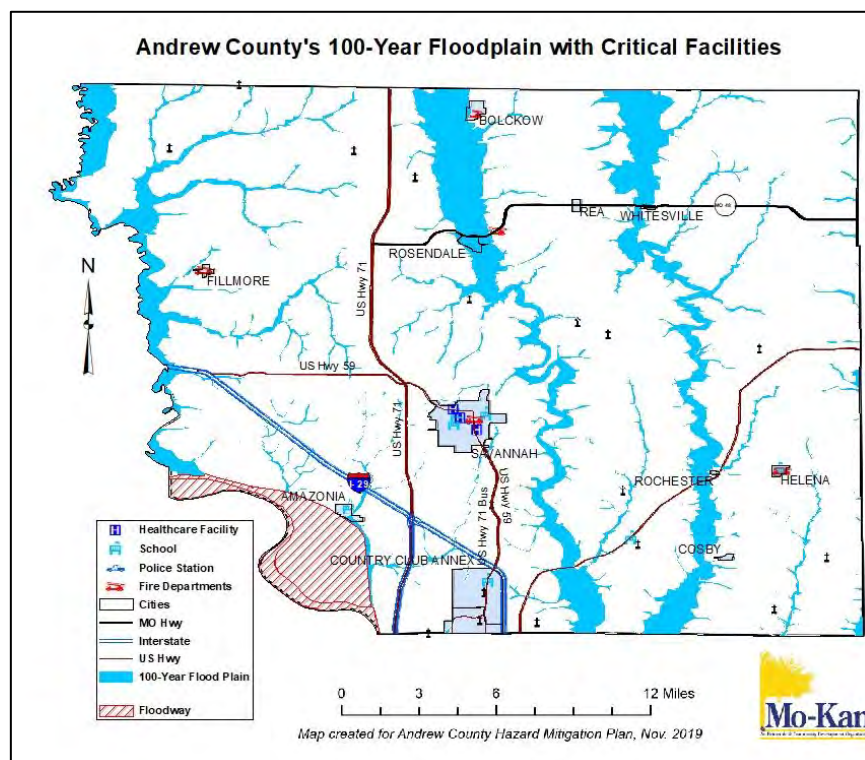 Andrew County's 100-Year Floodplain with Critical Facilities
BOLCKOW
US Hwy 71
REA
WHITESVILLE
ROSENDALE
N
FILLMORE
US Hwy 59
US Hwy 71
SAVANNAH
I-29
AMAZONIA
US Hwy 71 Bus
US Hwy 59
ROCHESTER
HELENA
COUNTRY CLUB ANNEX
COSBY
Healthcare Facility
School
Police Station
Fire Departments
Cities
MO Hwy
Interstate
US Hwy
100-Year Flood Plain
Floodway
0 3 6 12 Miles
Map created for Andrew County Hazard Mitigation Plan, Nov. 2019
Mo-Kan